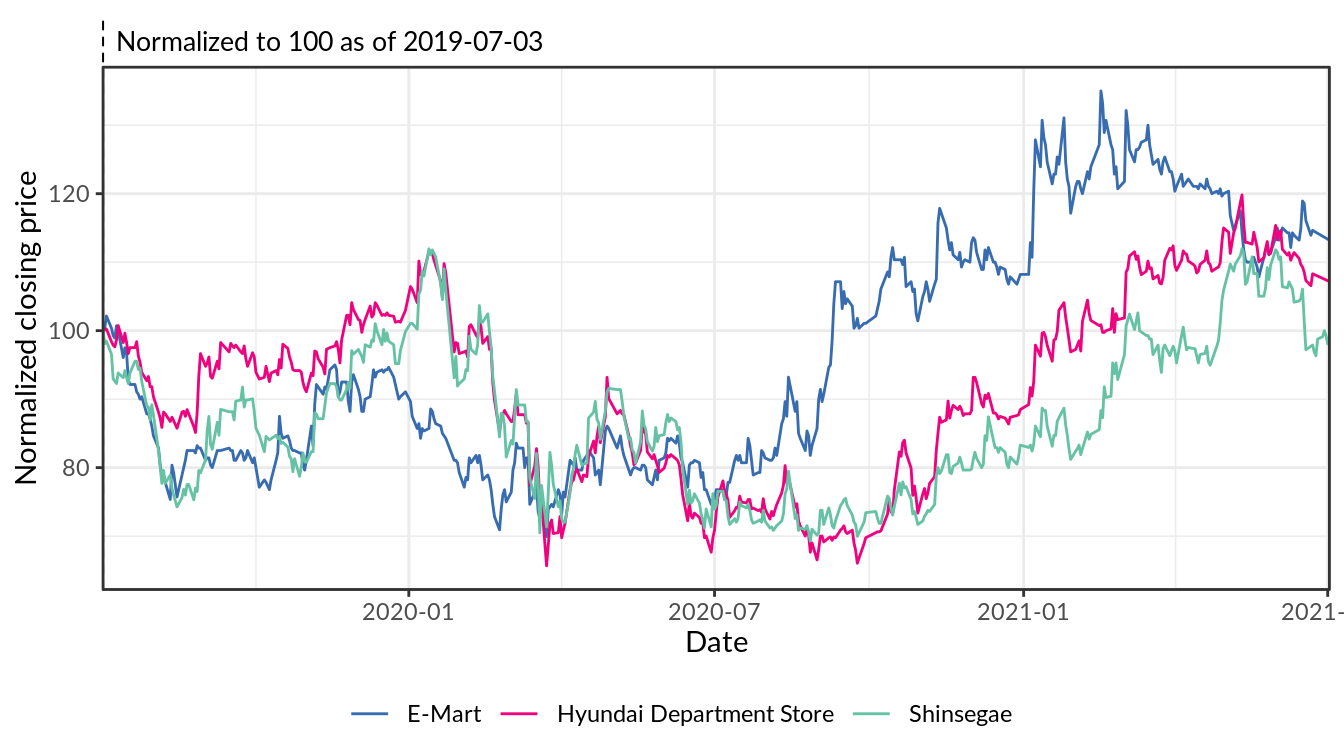 Normalized to 100 as of 2019-07-03
Normalized closing price
120
100
80
2020-01
2020-07
2021-01
2021-
Date
E-Mart
Hyundai Department Store
Shinsegae